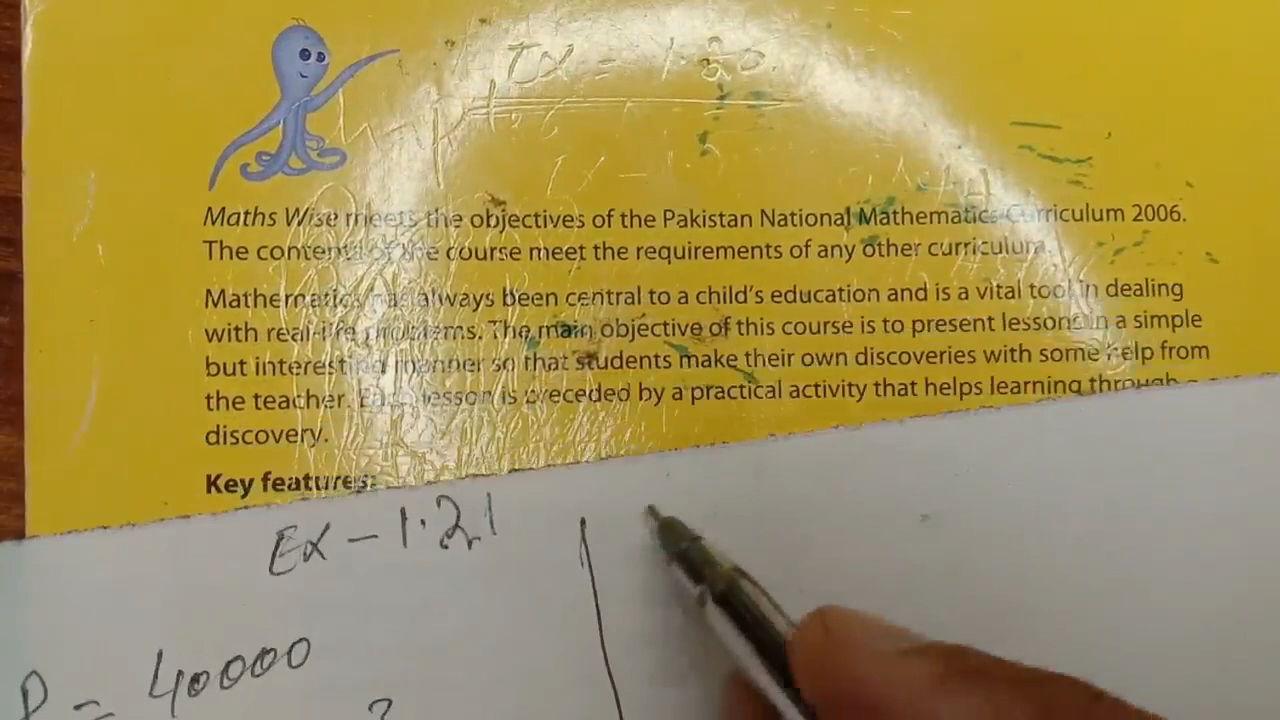 Ex = 1.20
Maths Wise meets the objectives of the Pakistan National Mathematics Curriculum 2006.
The contents of the course meet the requirements of any other curriculum.
Mathematics has always been central to a child's education and is a vital tool in dealing
with real-life problems. The main objective of this course is to present lessons in a simple
but interesting manner so that students make their own discoveries with some help from
the teacher. Each lesson is preceded by a practical activity that helps learning through
discovery.
Key features:
Ex - 1.21
P = 40000
?